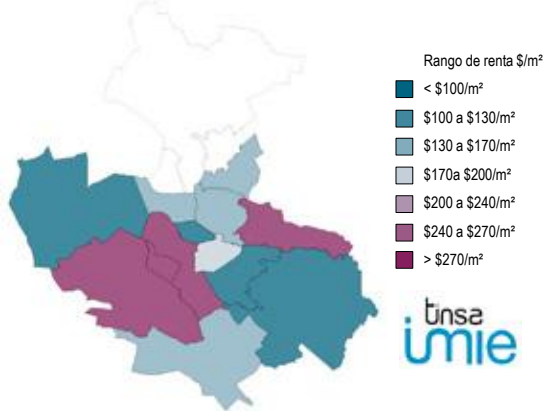 Rango de renta $/m²
< $100/m²
$100 a $130/m²
$130 a $170/m²
$170a $200/m²
$200 a $240/m²
$240 a $270/m²
> $270/m²
tinsa
imie